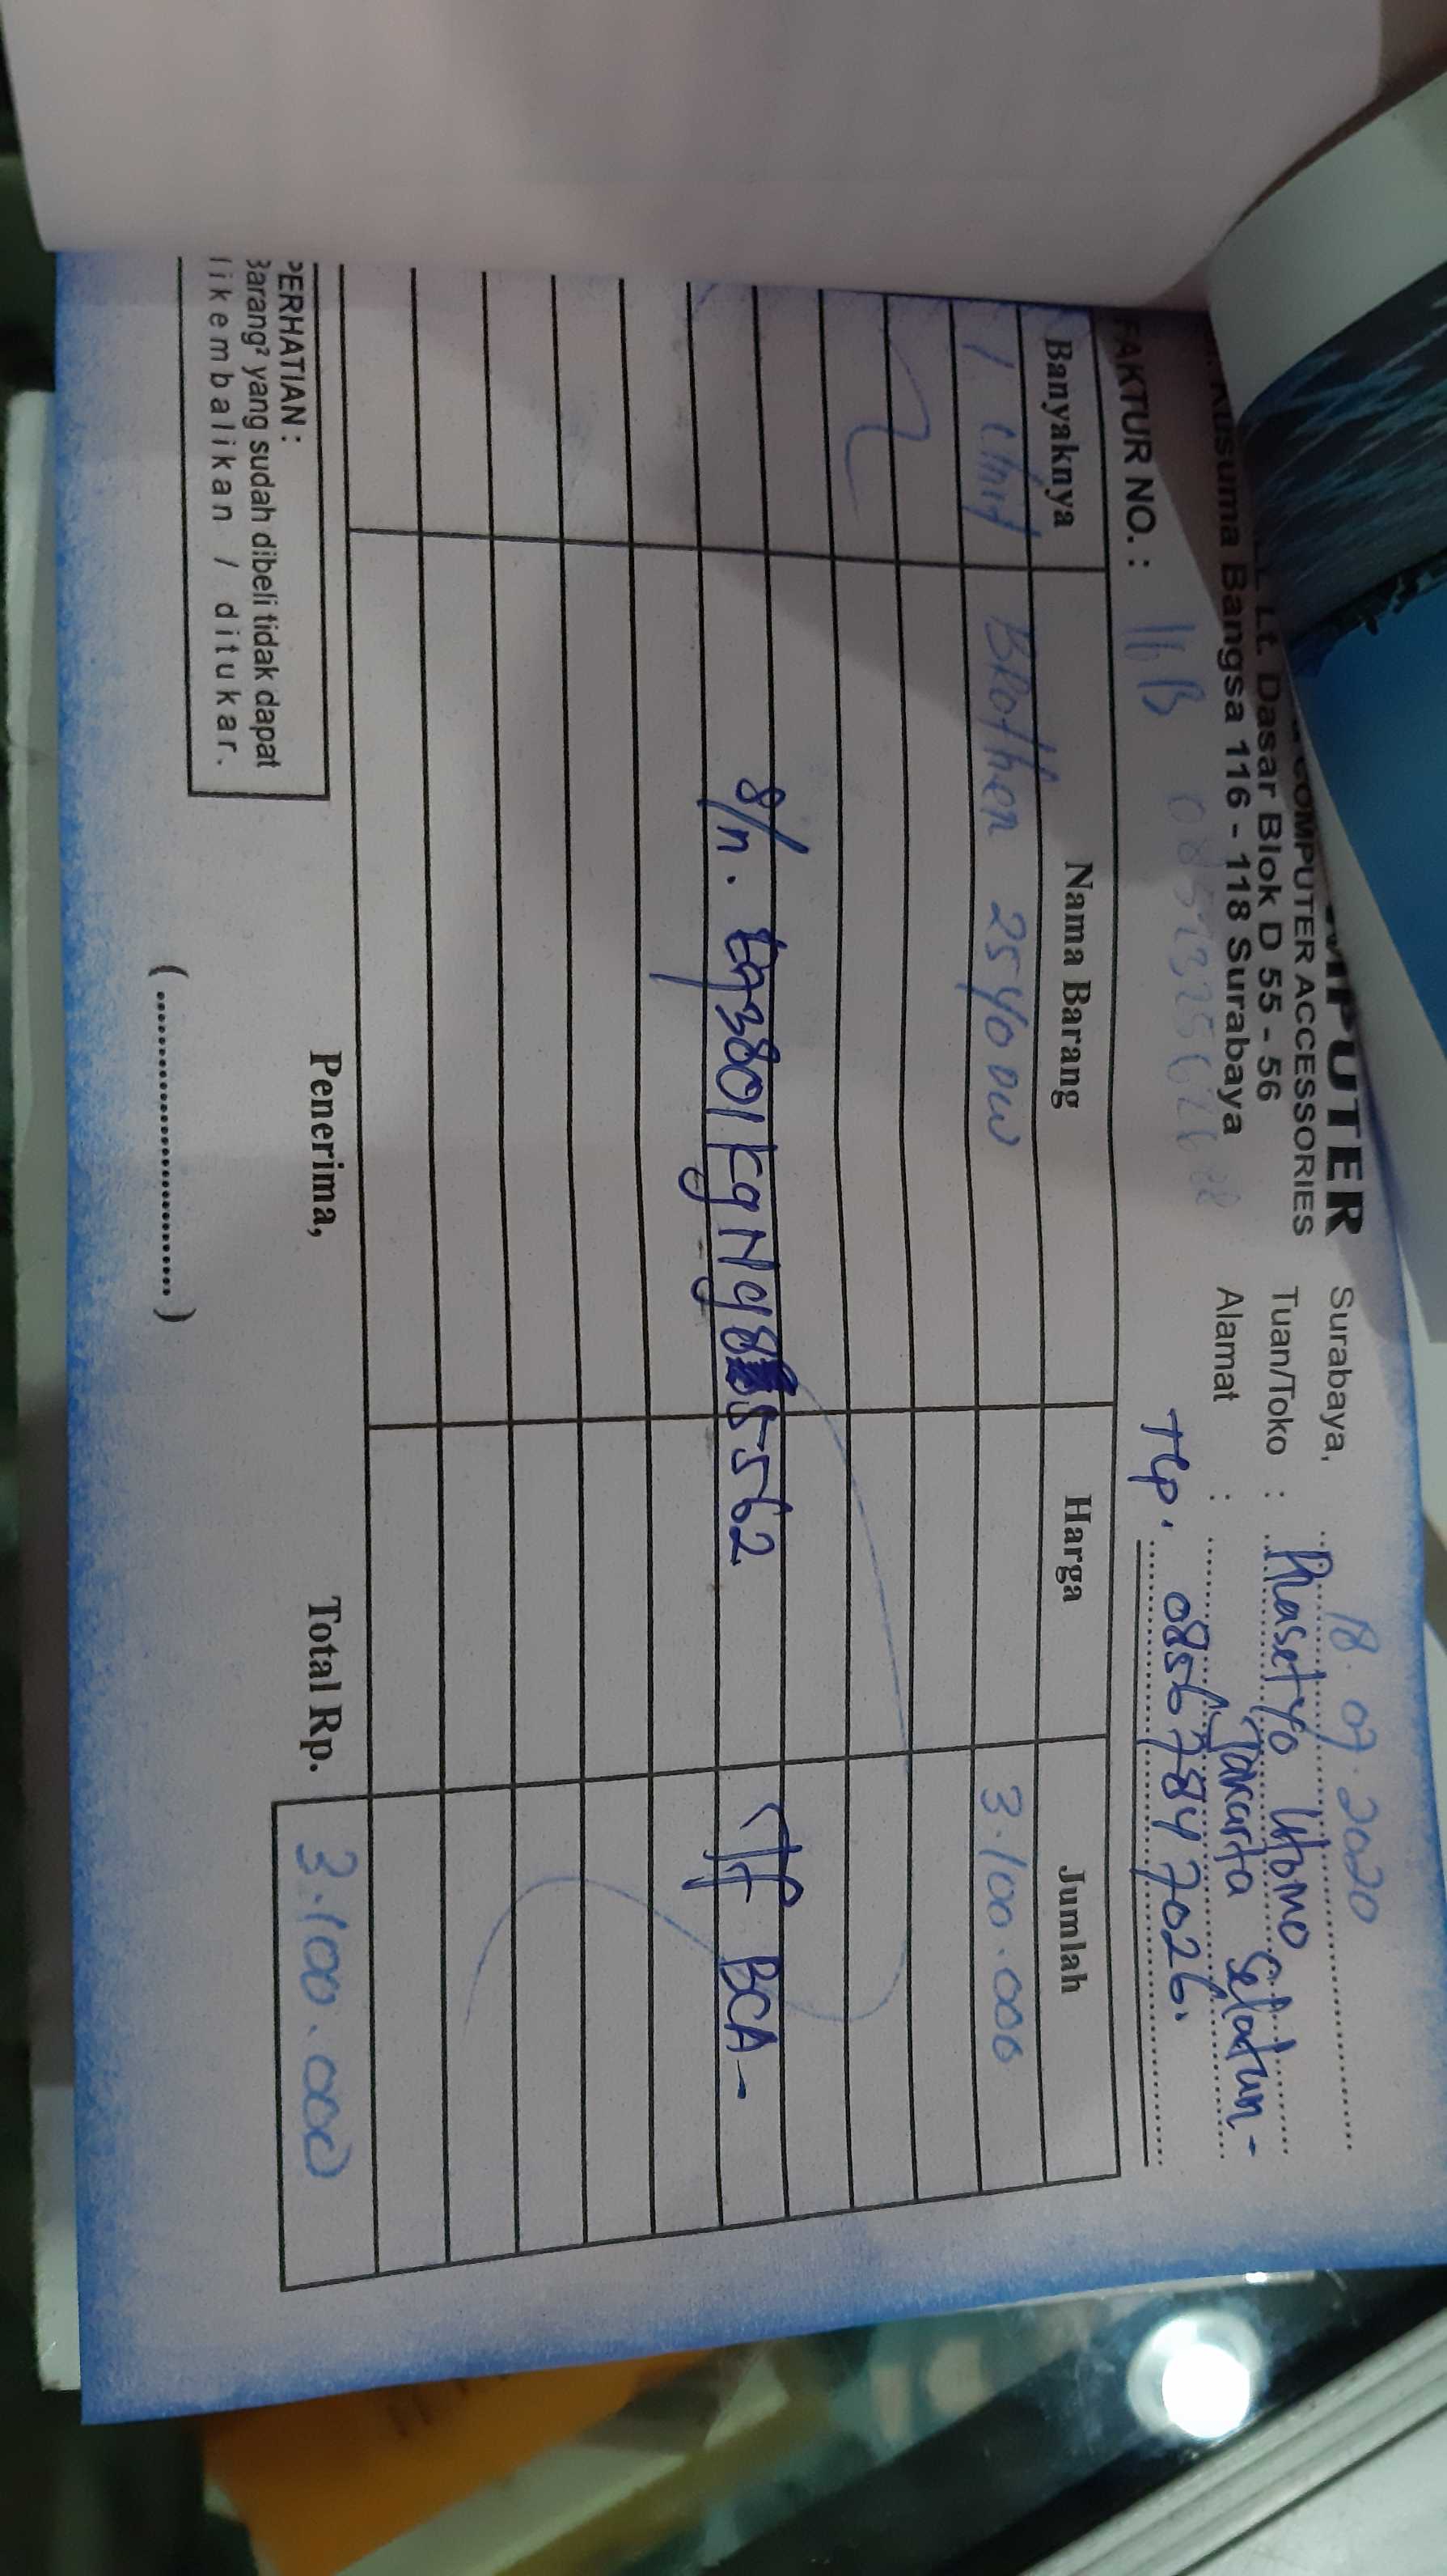 MPUTER
COMPUTER ACCESSORIES
Lt. Dasar Blok D 55 - 56
Kusuma Bangsa 116 - 118 Surabaya
Surabaya, 18.07.2020
Tuan/Toko : Prasetyo Utomo
Alamat : Jakarta Selatan -
Tlp. 0856 784 7026.
FAKTUR NO. :
Banyaknya Nama Barang Harga Jumlah
1 Unit Brother 2540 DW 3.100.000
S/n. 5562
TF BCA -
PERHATIAN :
Barang² yang sudah dibeli tidak dapat
dikembalikan / ditukar.
Penerima,
(........................)
Total Rp. 3.100.000